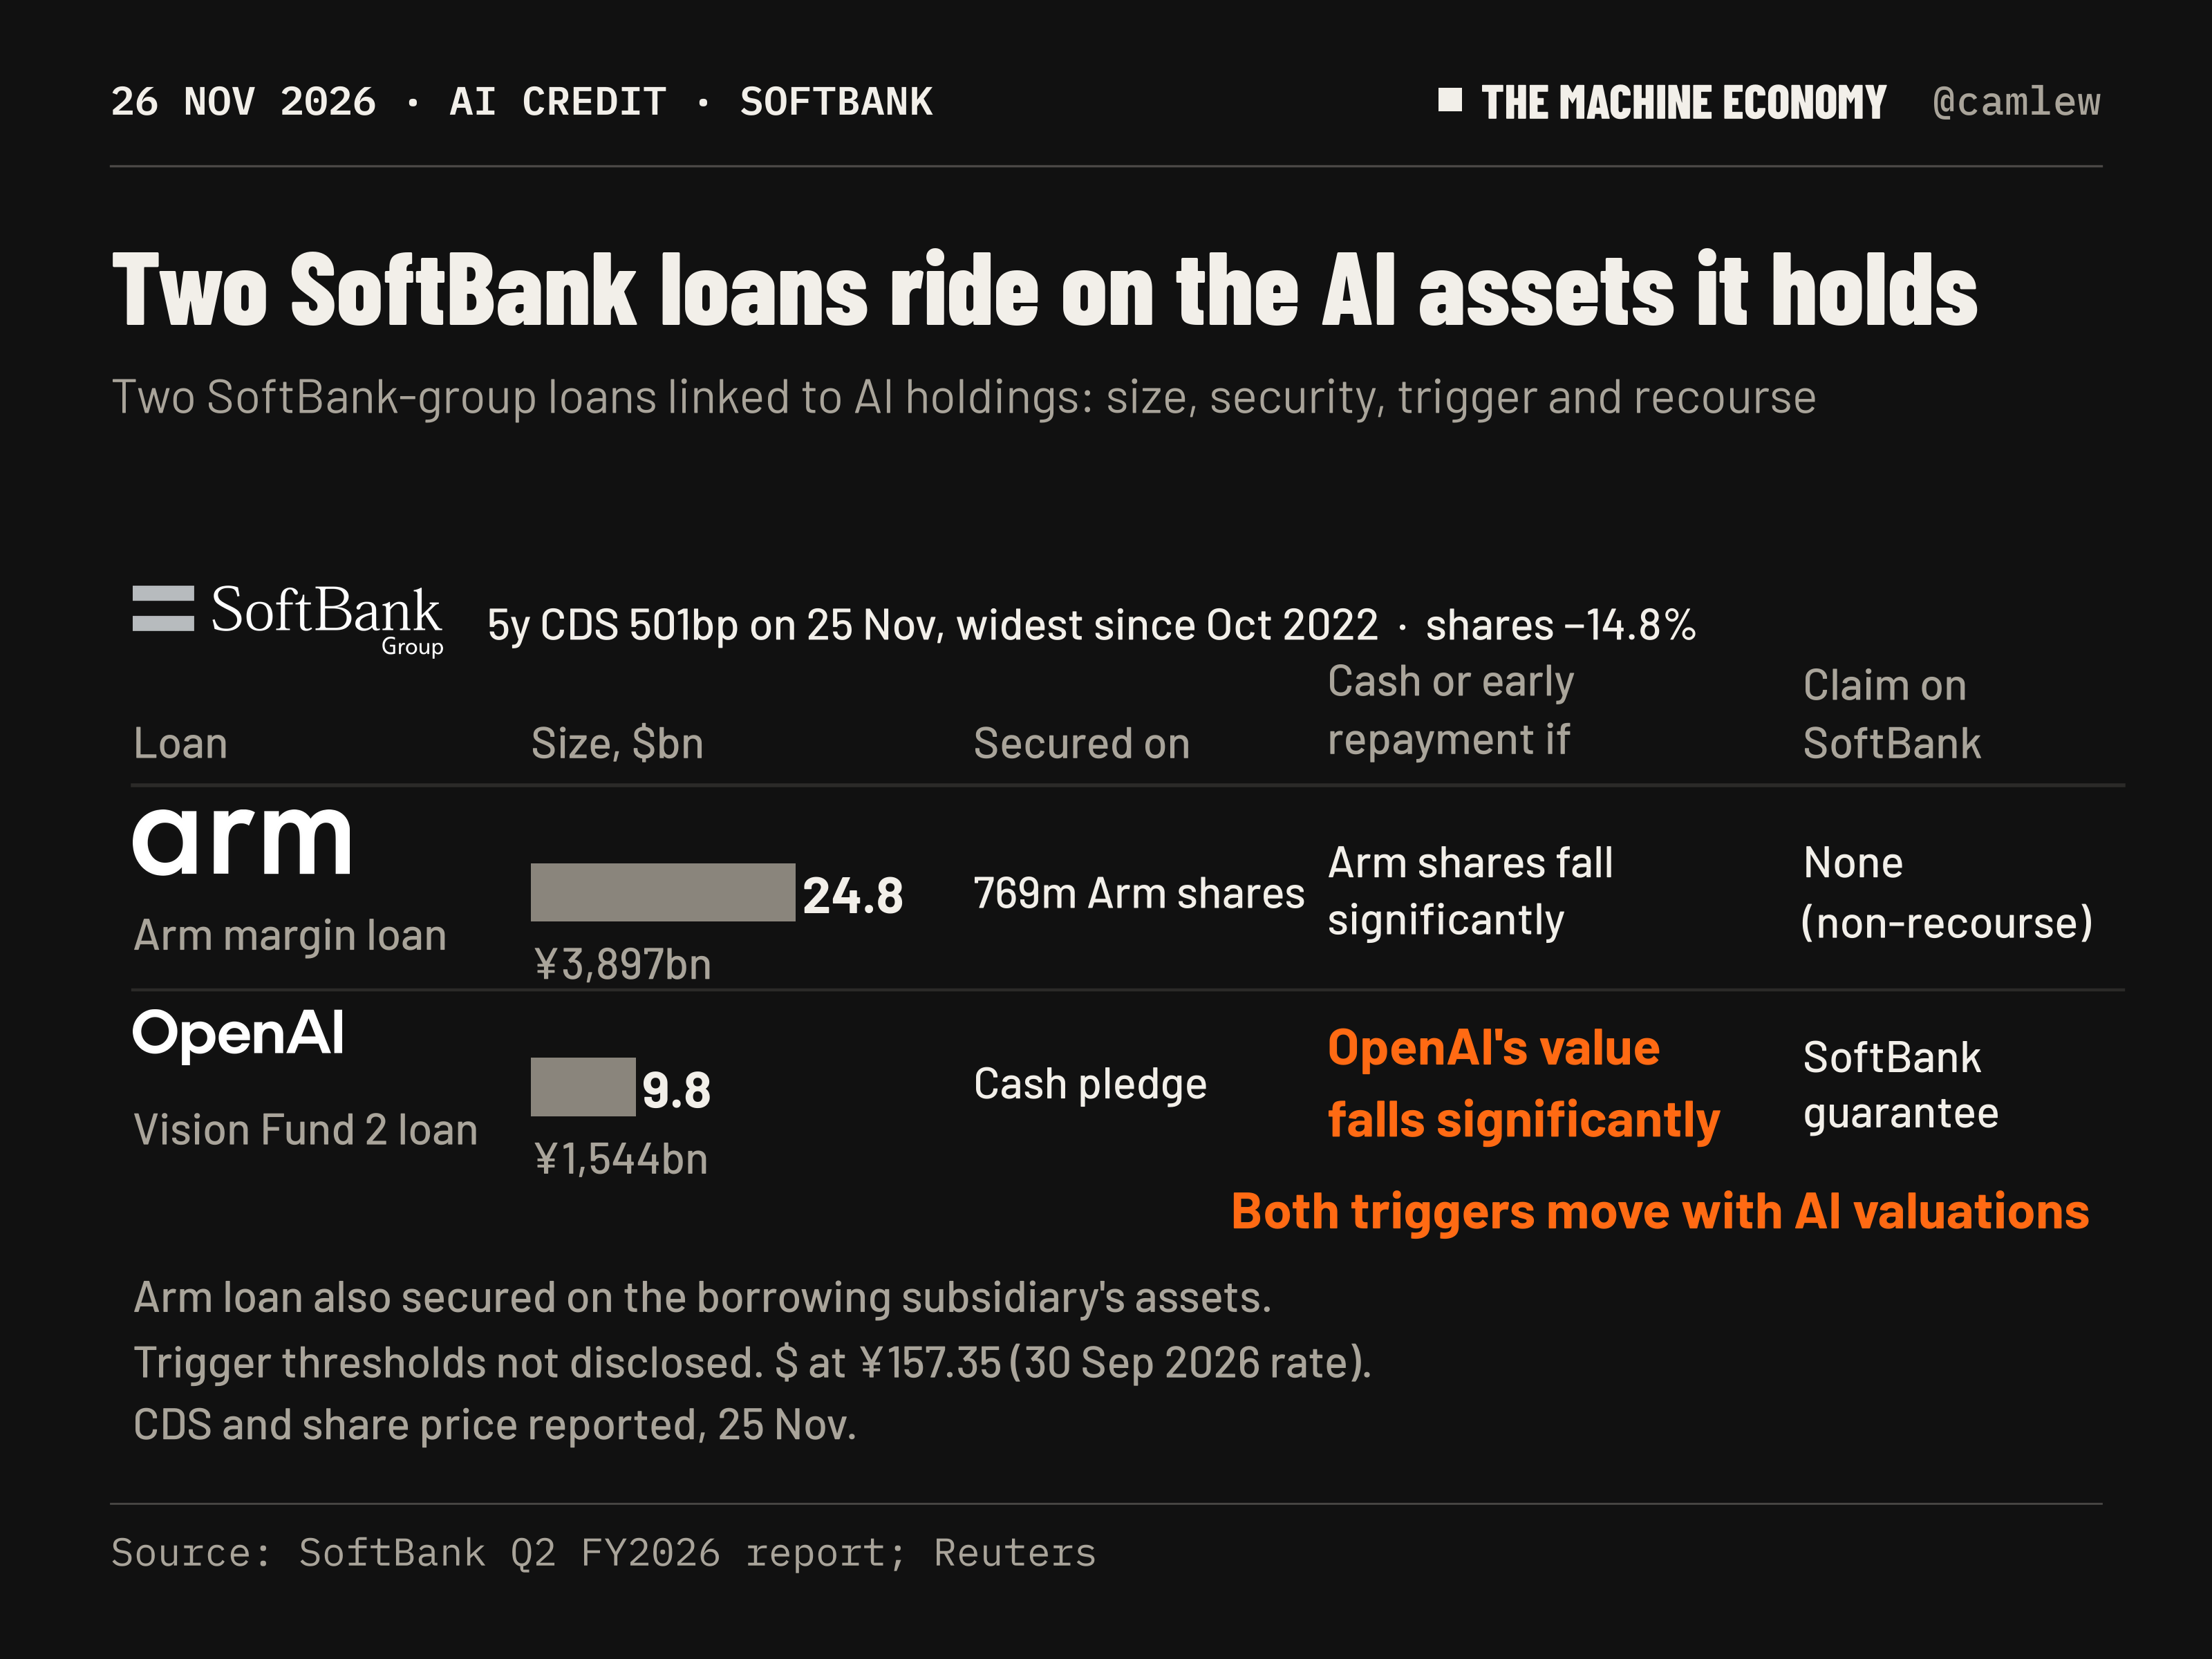 26 NOV 2026 · AI CREDIT · SOFTBANK
THE MACHINE ECONOMY @camlew
Two SoftBank loans ride on the AI assets it holds
Two SoftBank-group loans linked to AI holdings: size, security, trigger and recourse
SoftBank
Group
5y CDS 501bp on 25 Nov, widest since Oct 2022 · shares −14.8%
Loan
Size, $bn
Secured on
Cash or early
repayment if
Claim on
SoftBank
arm
Arm margin loan
24.8
¥3,897bn
769m Arm shares
Arm shares fall
significantly
None
(non-recourse)
OpenAI
Vision Fund 2 loan
9.8
¥1,544bn
Cash pledge
OpenAI's value
falls significantly
SoftBank
guarantee
Both triggers move with AI valuations
Arm loan also secured on the borrowing subsidiary's assets.
Trigger thresholds not disclosed. $ at ¥157.35 (30 Sep 2026 rate).
CDS and share price reported, 25 Nov.
Source: SoftBank Q2 FY2026 report; Reuters